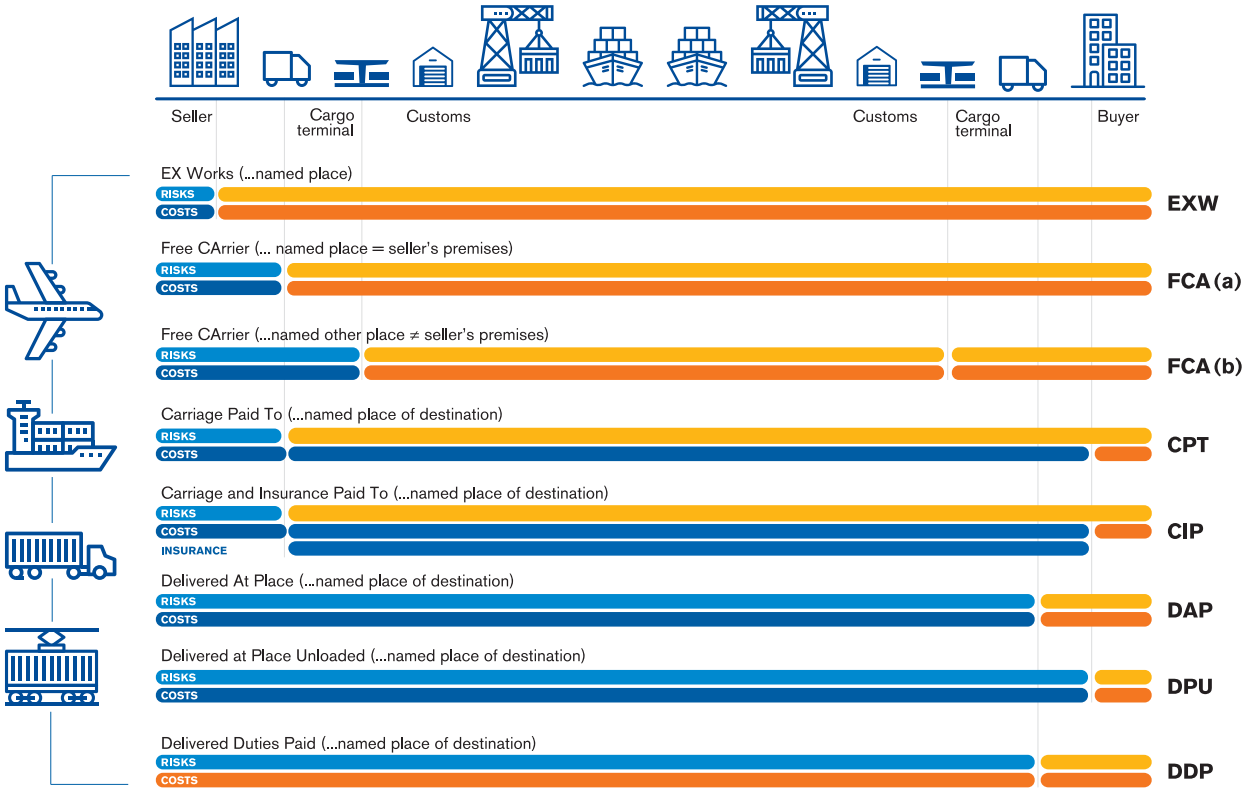 Seller
Cargo
terminal
Customs
Customs
Cargo
terminal
Buyer
EX Works (...named place)
RISKS
COSTS
EXW
Free CArrier (... named place = seller's premises)
RISKS
COSTS
FCA (a)
Free CArrier (...named other place ≠ seller's premises)
RISKS
COSTS
FCA (b)
Carriage Paid To (...named place of destination)
RISKS
COSTS
CPT
Carriage and Insurance Paid To (...named place of destination)
RISKS
COSTS
INSURANCE
CIP
Delivered At Place (...named place of destination)
RISKS
COSTS
DAP
Delivered at Place Unloaded (...named place of destination)
RISKS
COSTS
DPU
Delivered Duties Paid (...named place of destination)
RISKS
COSTS
DDP